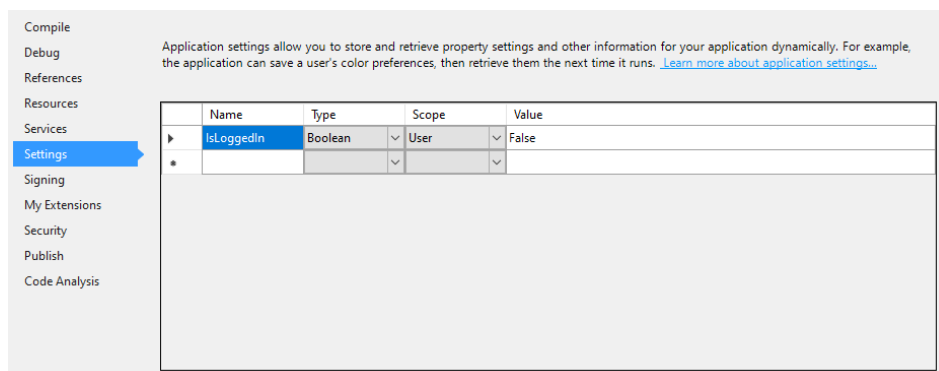 Compile
Debug
References
Resources
Services
Settings
Signing
My Extensions
Security
Publish
Code Analysis
Application settings allow you to store and retrieve property settings and other information for your application dynamically. For example,
the application can save a user's color preferences, then retrieve them the next time it runs. Learn more about application settings...
Name Type Scope Value
IsLoggedIn Boolean User False